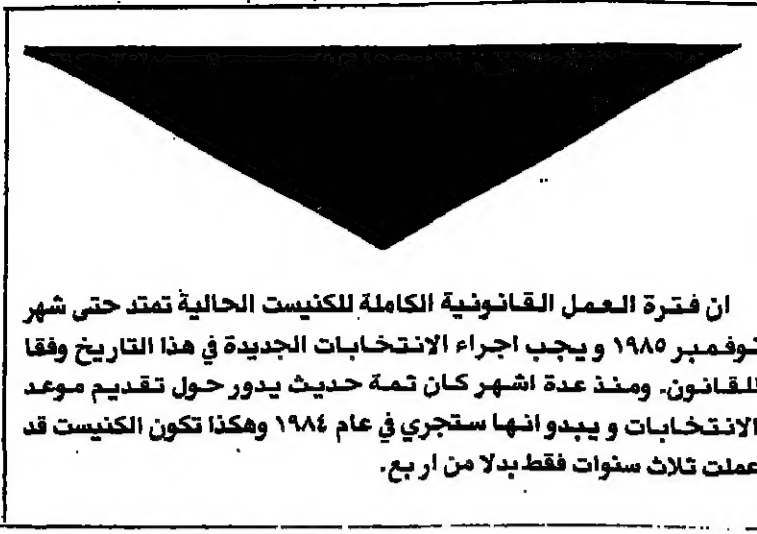 ان فترة العمل القانونية الكاملة للكنيست الحالية تمتد حتى شهر
نوفمبر ١٩٨٥ ويجب اجراء الانتخابات الجديدة في هذا التاريخ وفقا
للقانون. ومنذ عدة اشهر كان ثمة حديث يدور حول تقديم موعد
الانتخابات ويبدو انها ستجري في عام ١٩٨٤ وهكذا تكون الكنيست قد
عملت ثلاث سنوات فقط بدلا من اربع.